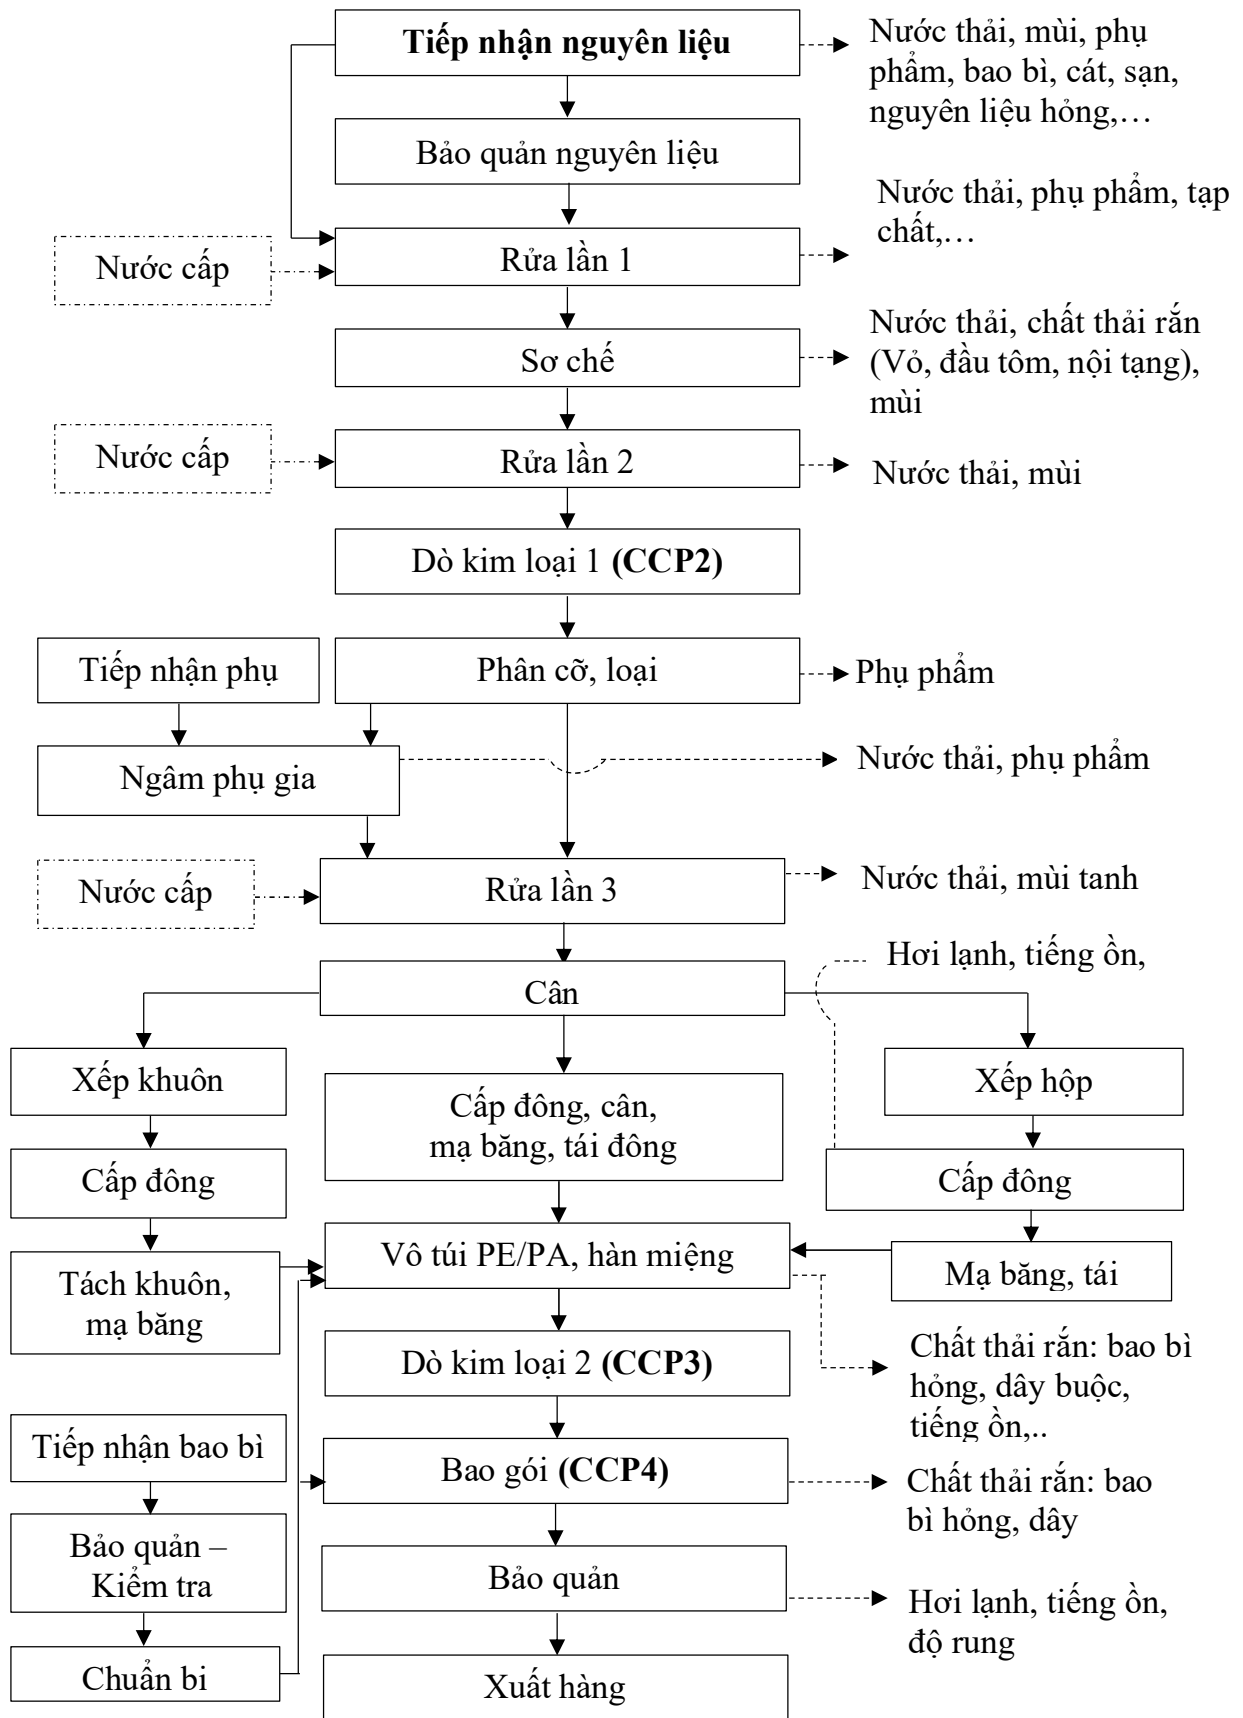 Tiếp nhận nguyên liệu
Nước thải, mùi, phụ
phẩm, bao bì, cát, sạn,
nguyên liệu hỏng,…
Bảo quản nguyên liệu
Nước thải, phụ phẩm, tạp
chất,…
Nước cấp
Rửa lần 1
Sơ chế
Nước thải, chất thải rắn
(Vỏ, đầu tôm, nội tạng),
mùi
Nước cấp
Rửa lần 2
Nước thải, mùi
Dò kim loại 1 (CCP2)
Tiếp nhận phụ
Phân cỡ, loại
Phụ phẩm
Ngâm phụ gia
Nước thải, phụ phẩm
Nước cấp
Rửa lần 3
Nước thải, mùi tanh
Hơi lạnh, tiếng ồn,
Cân
Xếp khuôn
Cấp đông, cân,
mạ băng, tái đông
Xếp hộp
Cấp đông
Cấp đông
Tách khuôn,
mạ băng
Vô túi PE/PA, hàn miệng
Mạ băng, tái
Chất thải rắn: bao bì
hỏng, dây buộc,
tiếng ồn,..
Dò kim loại 2 (CCP3)
Tiếp nhận bao bì
Bao gói (CCP4)
Chất thải rắn: bao
bì hỏng, dây
Bảo quản –
Kiểm tra
Bảo quản
Hơi lạnh, tiếng ồn,
độ rung
Chuẩn bi
Xuất hàng